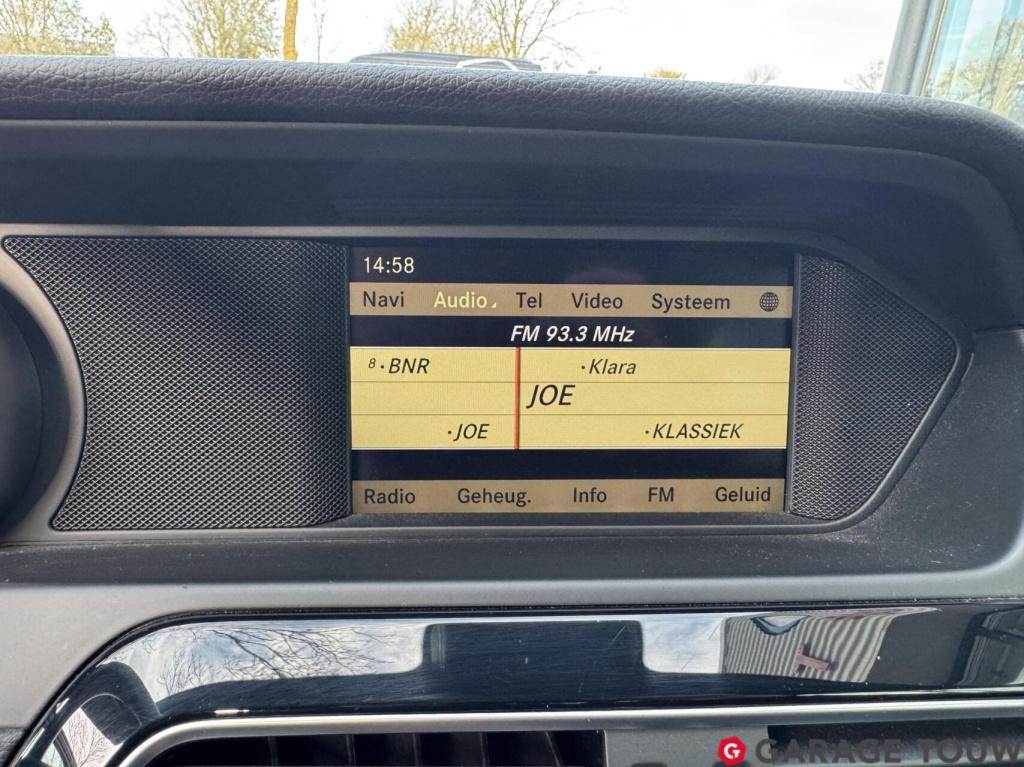 14:58
Navi Audio Tel Video Systeem
FM 93.3 MHz
8 · BNR · Klara
JOE
· JOE · KLASSIEK
Radio Geheug. Info FM Geluid
G GARAGE TOUW